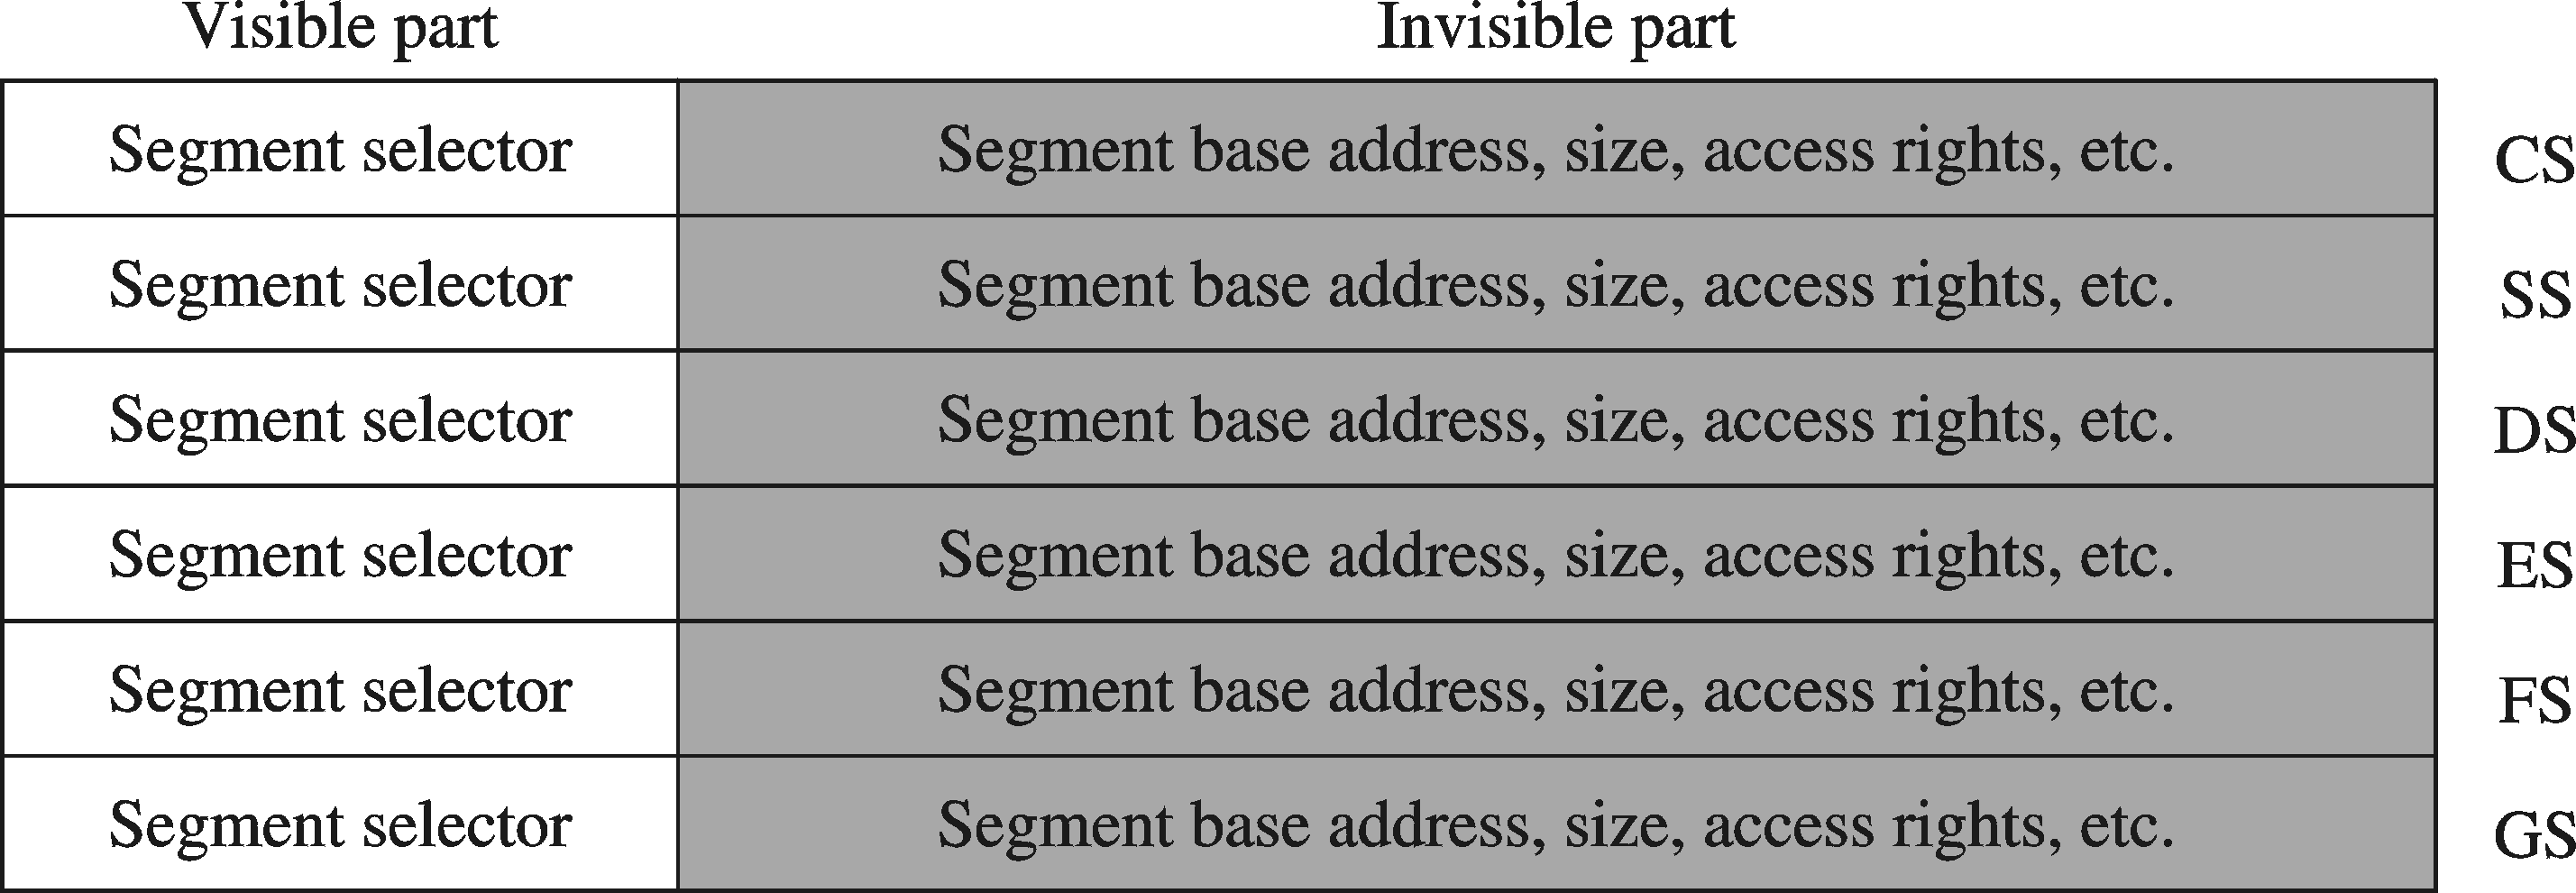 Visible part Invisible part
Segment selector Segment base address, size, access rights, etc. CS
Segment selector Segment base address, size, access rights, etc. SS
Segment selector Segment base address, size, access rights, etc. DS
Segment selector Segment base address, size, access rights, etc. ES
Segment selector Segment base address, size, access rights, etc. FS
Segment selector Segment base address, size, access rights, etc. GS